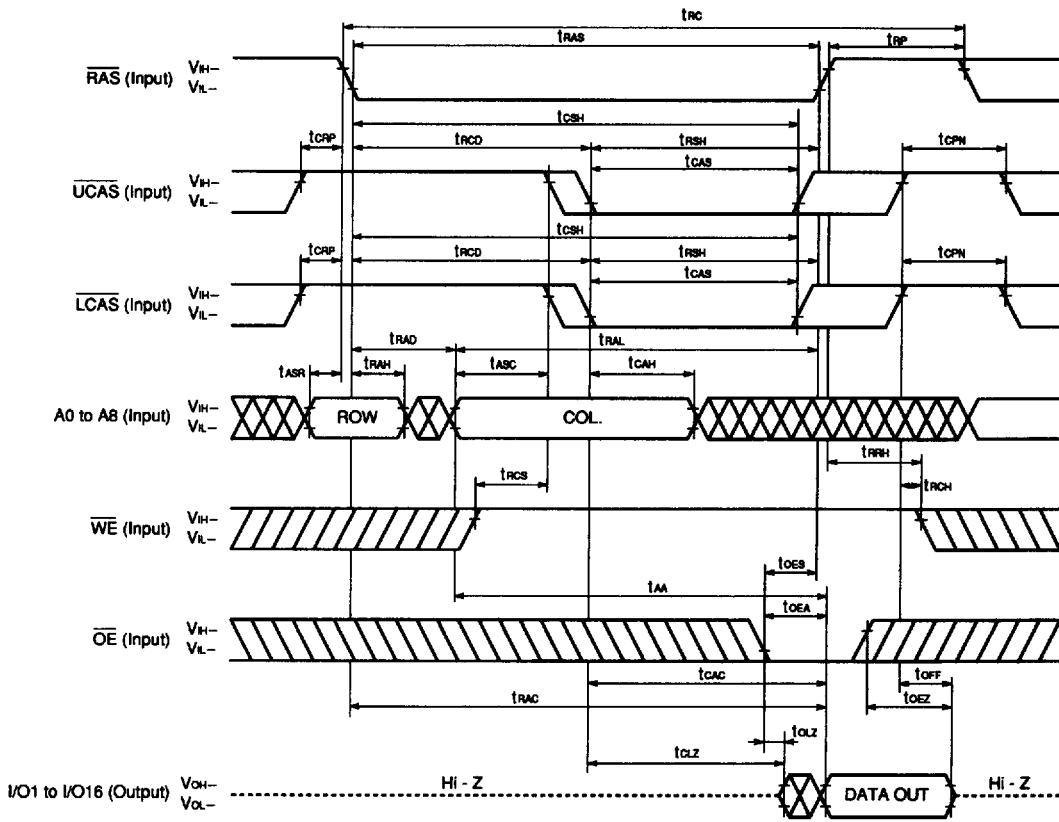 tRC
tRAS
tRP
RAS (Input)
VIH–
VIL–
tCSH
tCRP
tRCD
tRSH
tCPN
tCAS
UCAS (Input)
VIH–
VIL–
tCSH
tCRP
tRCD
tRSH
tCPN
tCAS
LCAS (Input)
VIH–
VIL–
tRAD
tRAL
tASR
tRAH
tASC
tCAH
A0 to A8 (Input)
VIH–
VIL–
ROW
COL.
tRRH
tRCS
tRCH
WE (Input)
VIH–
VIL–
tOES
tAA
tOEA
OE (Input)
VIH–
VIL–
tCAC
tOFF
tRAC
tOEZ
tOLZ
tCLZ
I/O1 to I/O16 (Output)
VOH–
VOL–
Hi - Z
DATA OUT
Hi - Z